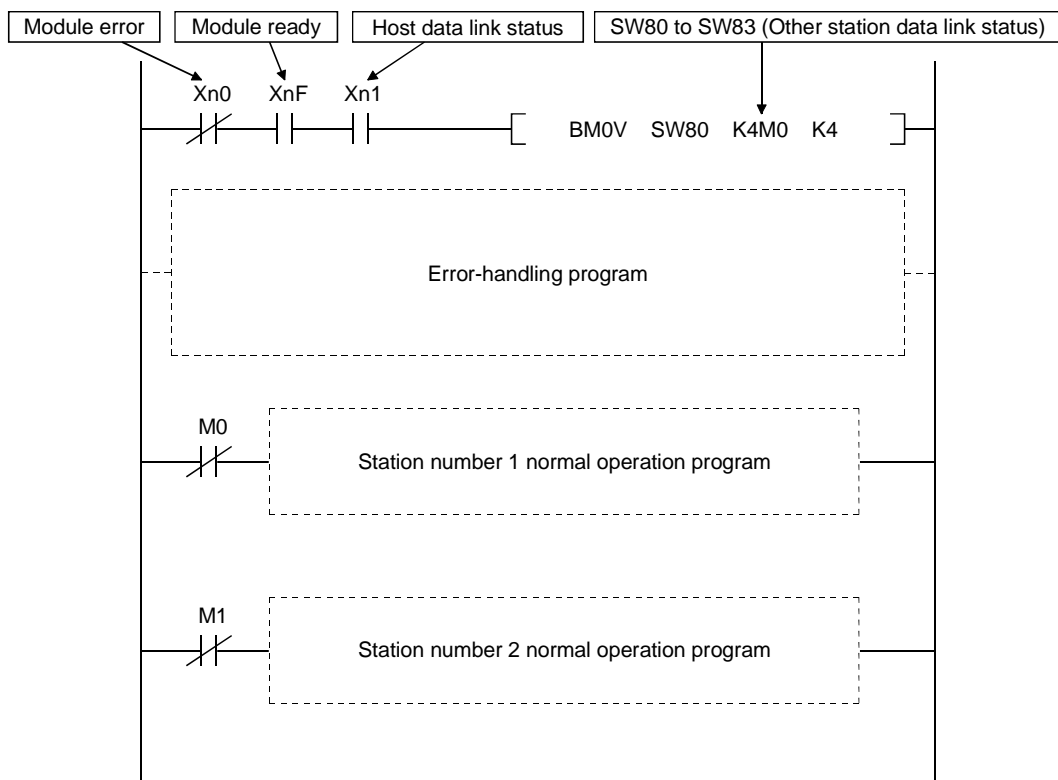 Module error Module ready Host data link status SW80 to SW83 (Other station data link status)
Xn0 XnF Xn1
BM0V SW80 K4M0 K4
Error-handling program
M0
Station number 1 normal operation program
M1
Station number 2 normal operation program